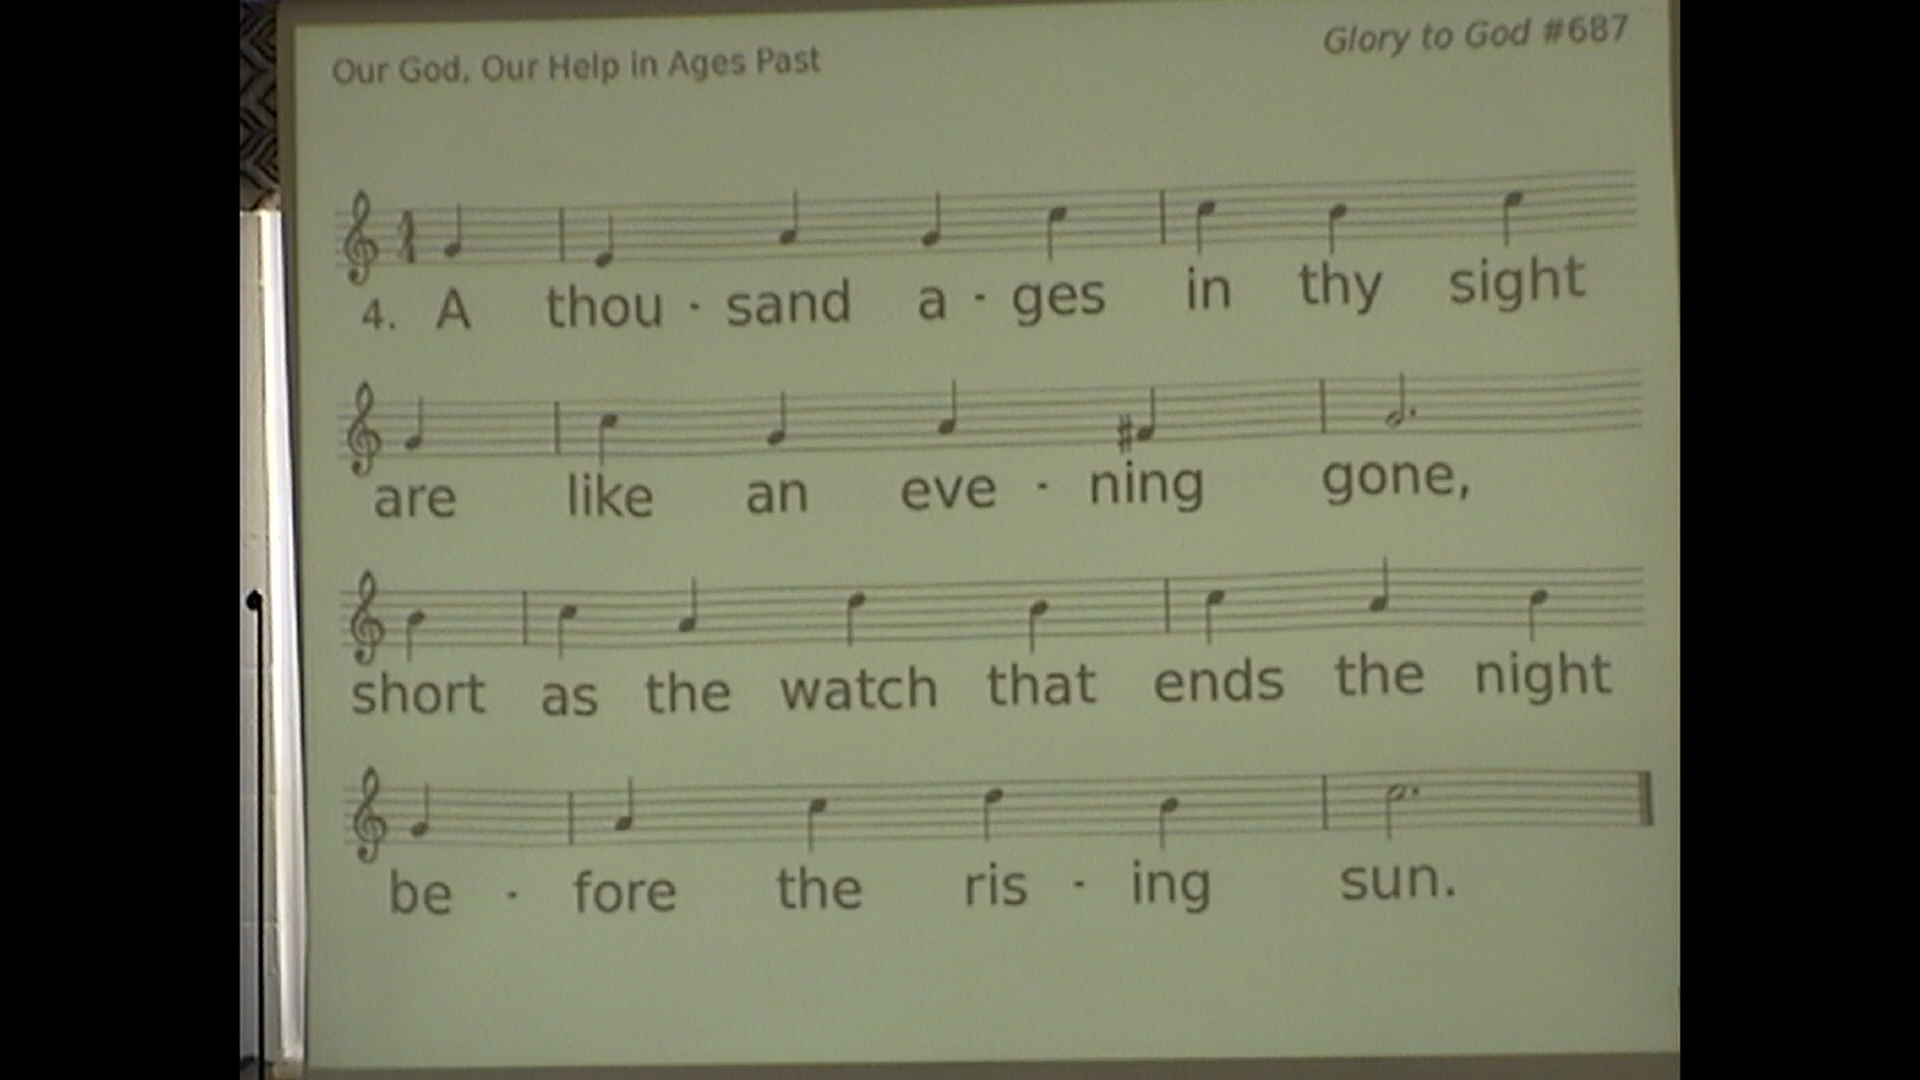 Our God, Our Help in Ages Past
Glory to God #687
4. A thou - sand a - ges in thy sight
are like an eve - ning gone,
short as the watch that ends the night
be - fore the ris - ing sun.